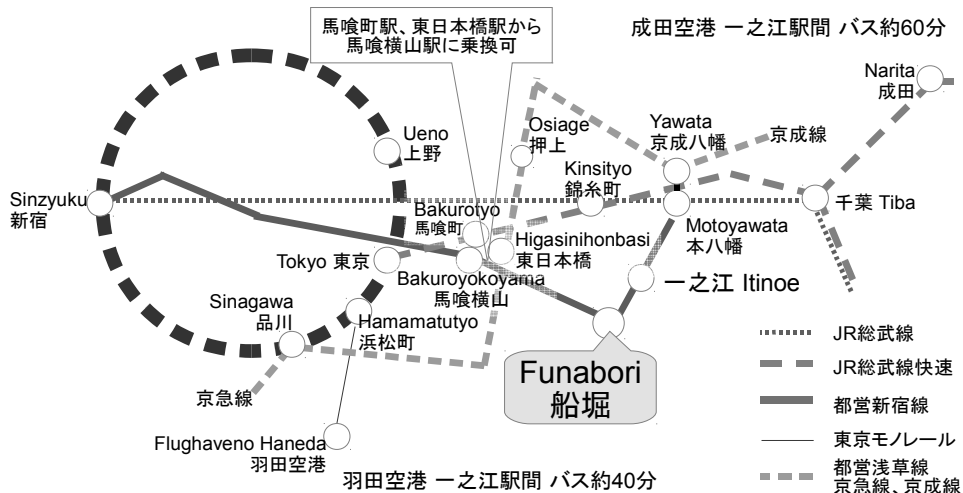 馬喰町駅、東日本橋駅から
馬喰横山駅に乗換可
成田空港 一之江駅間 バス約60分
Narita
成田
Ueno
上野
Osiage
押上
Yawata
京成八幡
京成線
Kinsityo
錦糸町
Sinzyuku
新宿
千葉 Tiba
Bakurotyo
馬喰町
Higasinihonbasi
東日本橋
Motoyawata
本八幡
Tokyo 東京
Bakuroyokoyama
馬喰横山
一之江 Itinoe
Sinagawa
品川
Hamamatutyo
浜松町
Funabori
船堀
京急線
Flughaveno Haneda
羽田空港
羽田空港 一之江駅間 バス約40分
JR総武線
JR総武線快速
都営新宿線
東京モノレール
都営浅草線
京急線、京成線